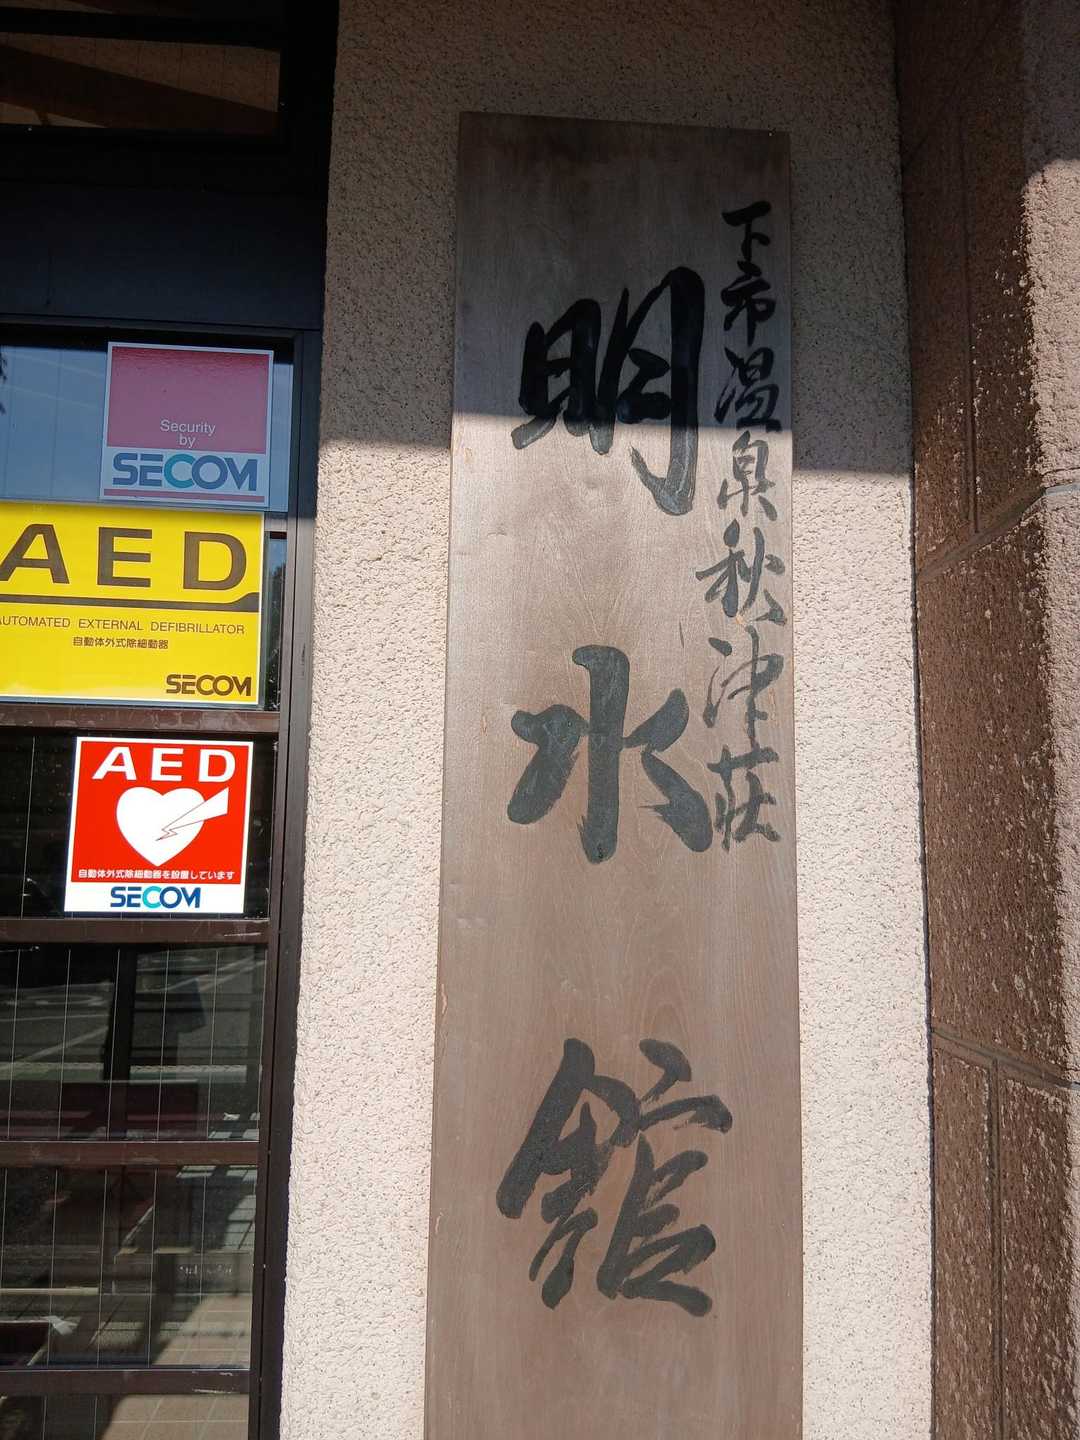 下市温泉秋津荘
明水館
Security
by
SECOM
AED
AUTOMATED EXTERNAL DEFIBRILLATOR
自動体外式除細動器
SECOM
AED
自動体外式除細動器を設置しています
SECOM